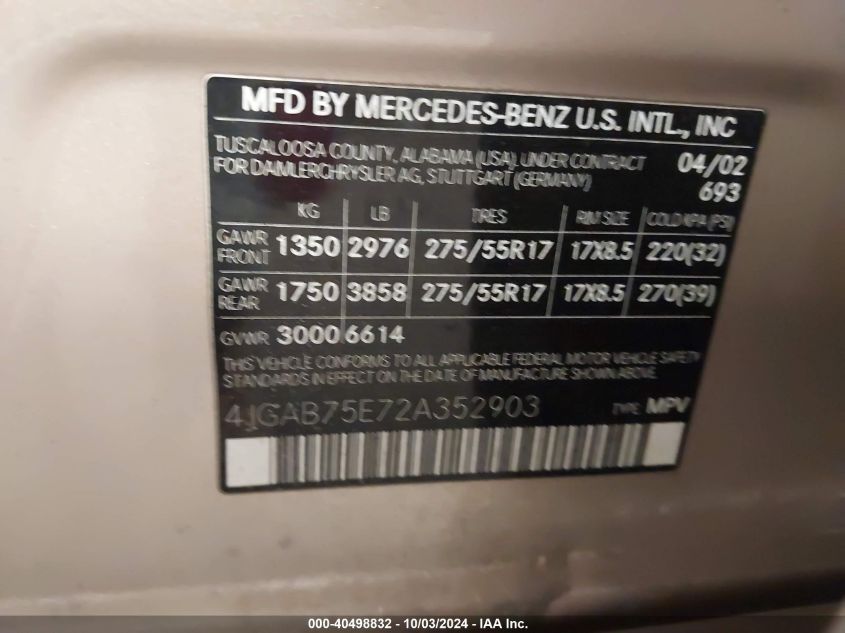 MFD BY MERCEDES-BENZ U.S. INTL., INC
TUSCALOOSA COUNTY, ALABAMA (USA), UNDER CONTRACT 04/02
FOR DAIMLERCHRYSLER AG, STUTTGART (GERMANY) 693
KG LB TIRES RIM SIZE COLD KPA (PSI)
GAWR FRONT 1350 2976 275/55R17 17X8.5 220(32)
GAWR REAR 1750 3858 275/55R17 17X8.5 270(39)
GVWR 3000 6614
THIS VEHICLE CONFORMS TO ALL APPLICABLE FEDERAL MOTOR VEHICLE SAFETY
STANDARDS IN EFFECT ON THE DATE OF MANUFACTURE SHOWN ABOVE.
4JGAB75E72A352903 TYPE: MPV
000-40498832 - 10/03/2024 - IAA Inc.